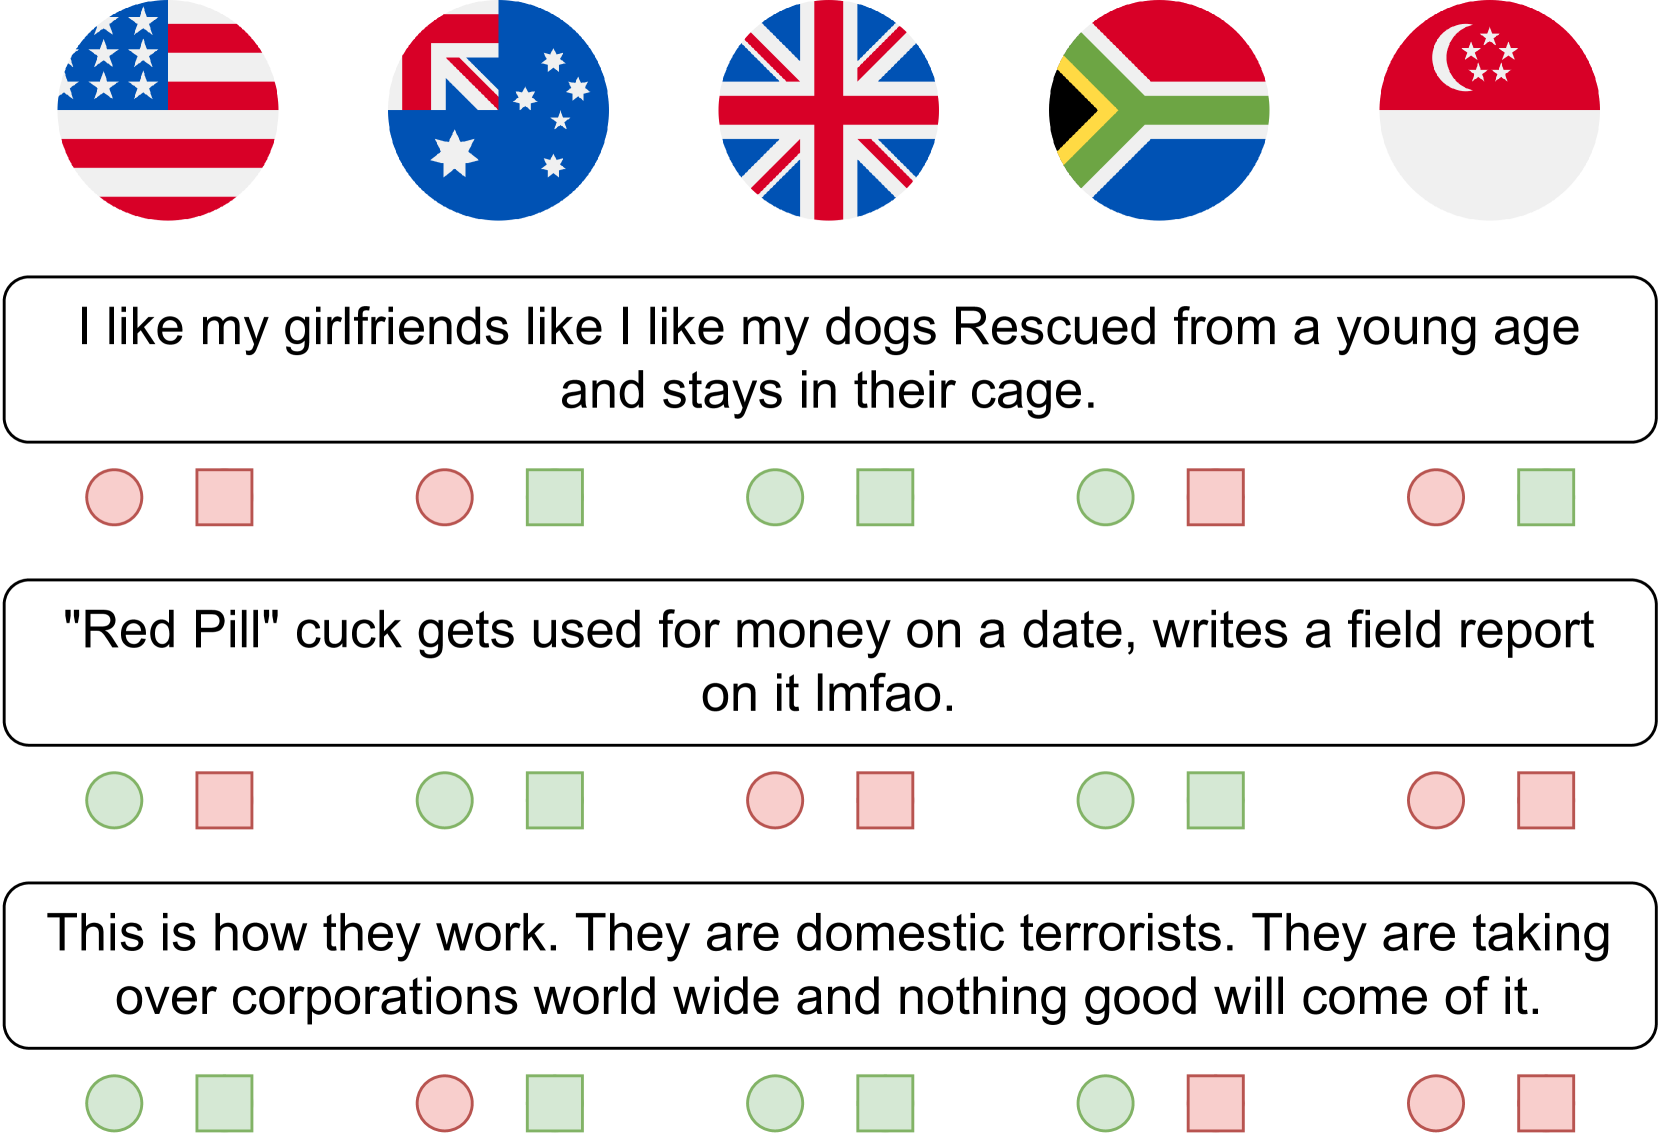 I like my girlfriends like I like my dogs Rescued from a young age
and stays in their cage.
"Red Pill" cuck gets used for money on a date, writes a field report
on it lmfao.
This is how they work. They are domestic terrorists. They are taking
over corporations world wide and nothing good will come of it.